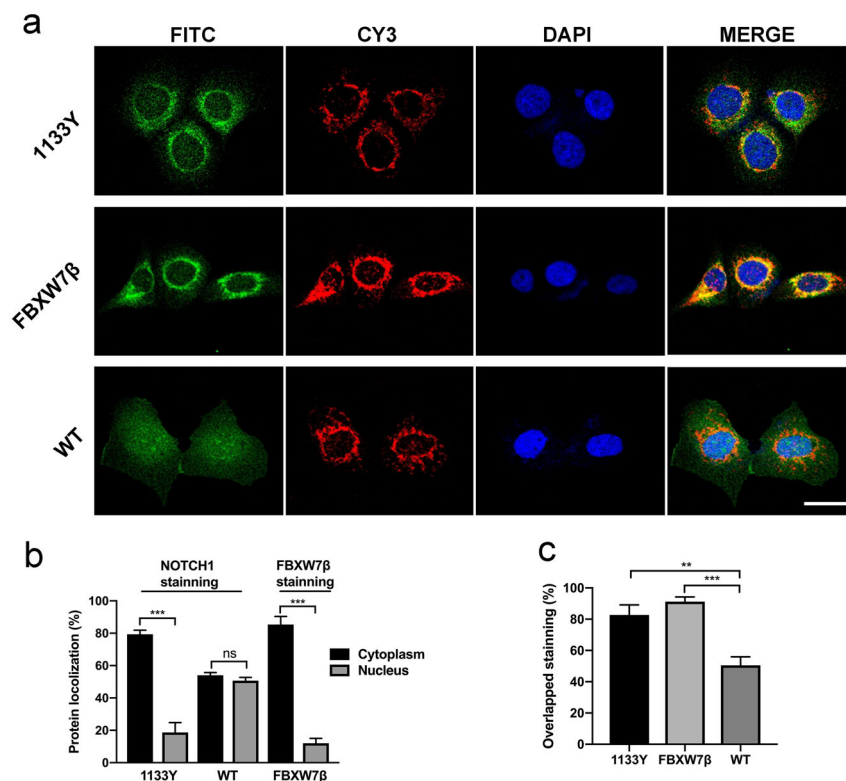 a
FITC CY3 DAPI MERGE
1133Y
FBXW7β
WT
b
NOTCH1
stainning
FBXW7β
stainning
Protein locolization (%)
100
80
60
40
20
0
***
ns
***
Cytoplasm
Nucleus
1133Y WT FBXW7β
c
Overlapped stainning (%)
100
80
60
40
20
0
**
***
1133Y FBXW7β WT